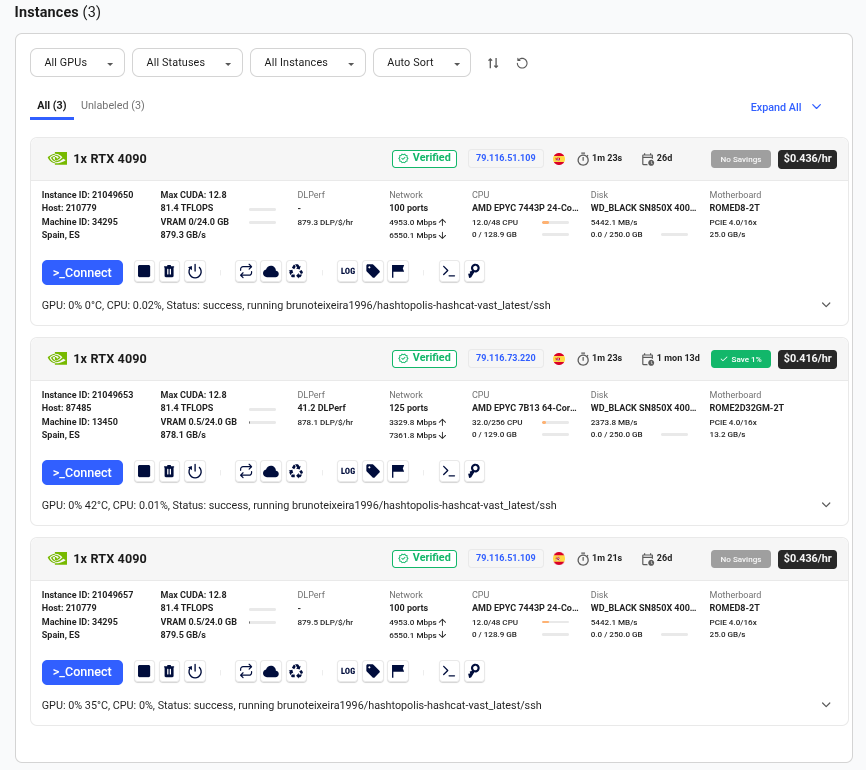 Instances (3)
All GPUs All Statuses All Instances Auto Sort
All (3) Unlabeled (3) Expand All
1x RTX 4090 Verified 79.116.51.109 1m 23s 26d No Savings $0.436/hr
Instance ID: 21049650 Max CUDA: 12.8 DLPerf Network CPU Disk Motherboard
Host: 210779 81.4 TFLOPS - 100 ports AMD EPYC 7443P 24-Co... WD_BLACK SN850X 400... ROMED8-2T
Machine ID: 34295 VRAM 0/24.0 GB 879.3 DLP/$/hr 4953.0 Mbps 12.0/48 CPU 5442.1 MB/s PCIE 4.0/16x
Spain, ES 879.3 GB/s 6550.1 Mbps 0 / 128.9 GB 0.0 / 250.0 GB 25.0 GB/s
>_Connect LOG >_
GPU: 0% 0°C, CPU: 0.02%, Status: success, running brunoteixeira1996/hashtopolis-hashcat-vast_latest/ssh
1x RTX 4090 Verified 79.116.73.220 1m 23s 1 mon 13d Save 1% $0.416/hr
Instance ID: 21049653 Max CUDA: 12.8 DLPerf Network CPU Disk Motherboard
Host: 87485 81.4 TFLOPS 41.2 DLPerf 125 ports AMD EPYC 7B13 64-Cor... WD_BLACK SN850X 400... ROME2D32GM-2T
Machine ID: 13450 VRAM 0.5/24.0 GB 878.1 DLP/$/hr 3329.8 Mbps 32.0/256 CPU 2373.8 MB/s PCIE 4.0/16x
Spain, ES 878.1 GB/s 7361.8 Mbps 0 / 129.0 GB 0.0 / 250.0 GB 13.2 GB/s
>_Connect LOG >_
GPU: 0% 42°C, CPU: 0.01%, Status: success, running brunoteixeira1996/hashtopolis-hashcat-vast_latest/ssh
1x RTX 4090 Verified 79.116.51.109 1m 21s 26d No Savings $0.436/hr
Instance ID: 21049657 Max CUDA: 12.8 DLPerf Network CPU Disk Motherboard
Host: 210779 81.4 TFLOPS - 100 ports AMD EPYC 7443P 24-Co... WD_BLACK SN850X 400... ROMED8-2T
Machine ID: 34295 VRAM 0.5/24.0 GB 879.5 DLP/$/hr 4953.0 Mbps 12.0/48 CPU 5442.1 MB/s PCIE 4.0/16x
Spain, ES 879.5 GB/s 6550.1 Mbps 0 / 128.9 GB 0.0 / 250.0 GB 25.0 GB/s
>_Connect LOG >_
GPU: 0% 35°C, CPU: 0%, Status: success, running brunoteixeira1996/hashtopolis-hashcat-vast_latest/ssh